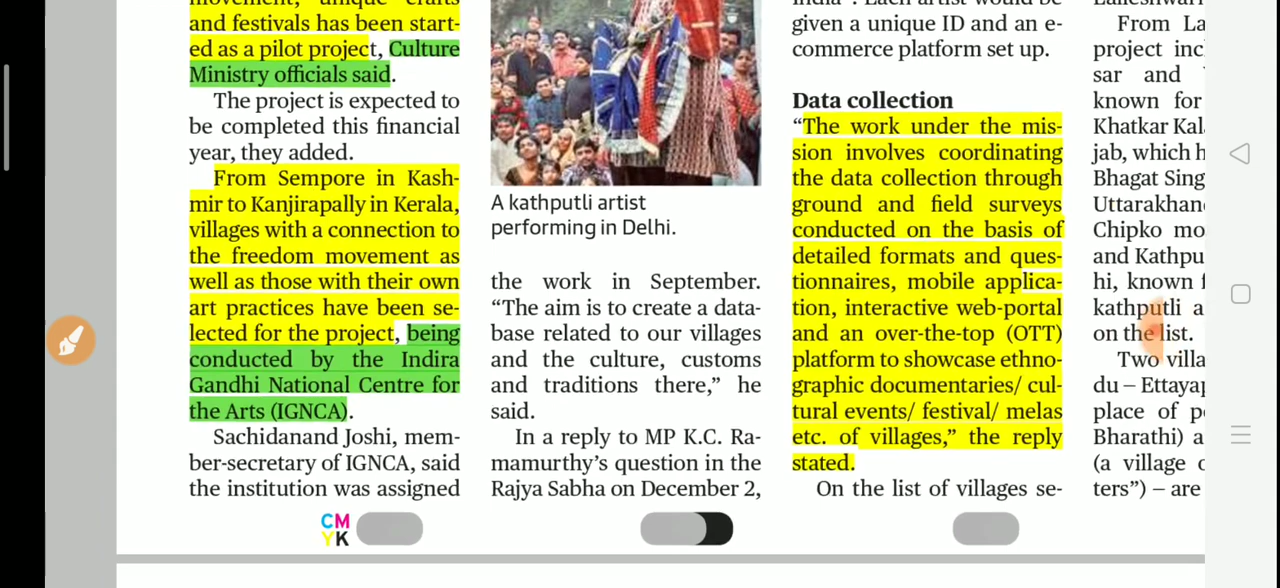 and festivals has been start-
ed as a pilot project, Culture
Ministry officials said.
The project is expected to
be completed this financial
year, they added.
From Sempore in Kash-
mir to Kanjirapally in Kerala,
villages with a connection to
the freedom movement as
well as those with their own
art practices have been se-
lected for the project, being
conducted by the Indira
Gandhi National Centre for
the Arts (IGNCA).
Sachidanand Joshi, mem-
ber-secretary of IGNCA, said
the institution was assigned
CM
YK
A kathputli artist
performing in Delhi.
the work in September.
“The aim is to create a data-
base related to our villages
and the culture, customs
and traditions there,” he
said.
In a reply to MP K.C. Ra-
mamurthy’s question in the
Rajya Sabha on December 2,
given a unique ID and an e-
commerce platform set up.
Data collection
“The work under the mis-
sion involves coordinating
the data collection through
ground and field surveys
conducted on the basis of
detailed formats and ques-
tionnaires, mobile applica-
tion, interactive web-portal
and an over-the-top (OTT)
platform to showcase ethno-
graphic documentaries/ cul-
tural events/ festival/ melas
etc. of villages,” the reply
stated.
On the list of villages se-
From La
project inc
sar and
known for
Khatkar Kal
jab, which h
Bhagat Sing
Uttarakhan
Chipko mo
and Kathpu
hi, known f
kathputli a
on the list.
Two villa
du – Ettayap
place of p
Bharathi) a
(a village o
ters”) – are